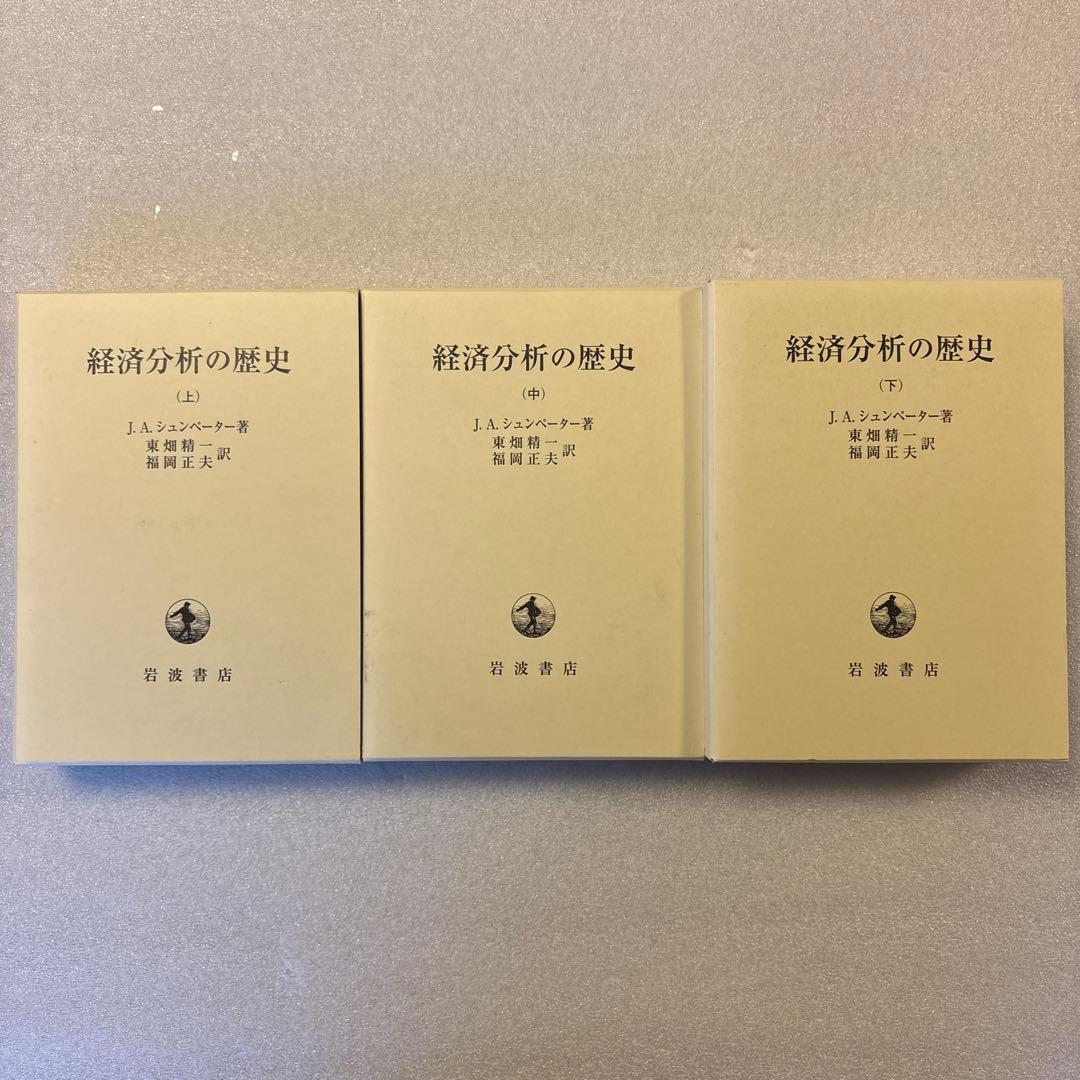 経済分析の歴史
（上）
J. A. シュンペーター著
東畑精一
福岡正夫 訳
岩波書店
経済分析の歴史
（中）
J. A. シュンペーター著
東畑精一
福岡正夫 訳
岩波書店
経済分析の歴史
（下）
J. A. シュンペーター著
東畑精一
福岡正夫 訳
岩波書店